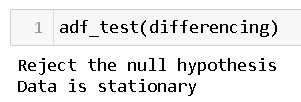 1 adf_test(differencing)
Reject the null hypothesis
Data is stationary